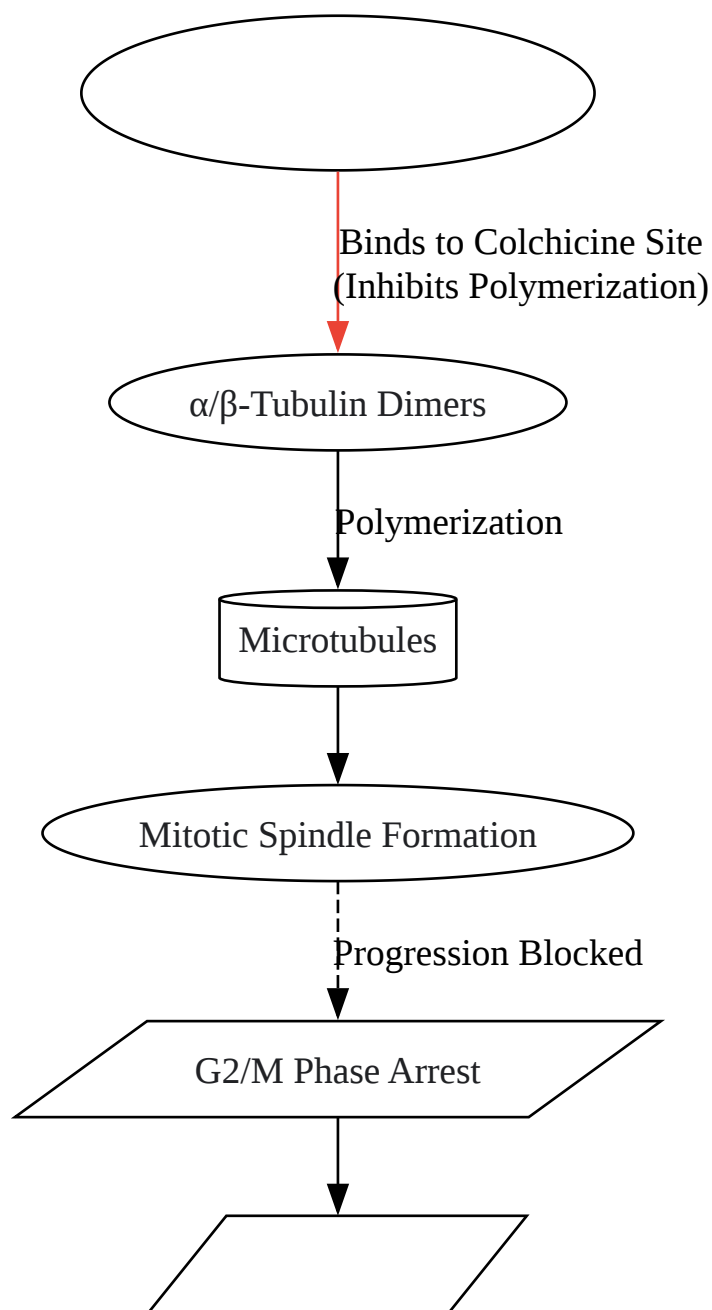 Binds to Colchicine Site
(Inhibits Polymerization)
α/β-Tubulin Dimers
Polymerization
Microtubules
Mitotic Spindle Formation
Progression Blocked
G2/M Phase Arrest